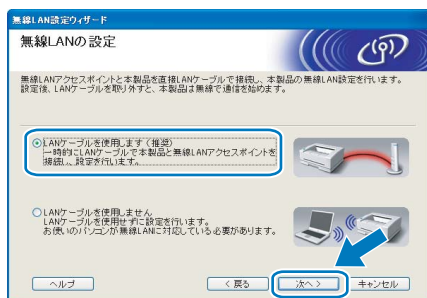 無線LAN設定ウィザード
無線LANの設定
無線LANアクセスポイントと本製品を直接LANケーブルで接続し、本製品の無線LAN設定を行います。
設定後、LANケーブルを取り外すと、本製品は無線で通信を始めます。
LANケーブルを使用します(推奨)
一時的にLANケーブルで本製品と無線LANアクセスポイントを
接続し、設定を行います。
LANケーブルを使用しません
LANケーブルを使用せずに設定を行います。
お使いのパソコンが無線LANに対応している必要があります。
ヘルプ
< 戻る
次へ >
キャンセル